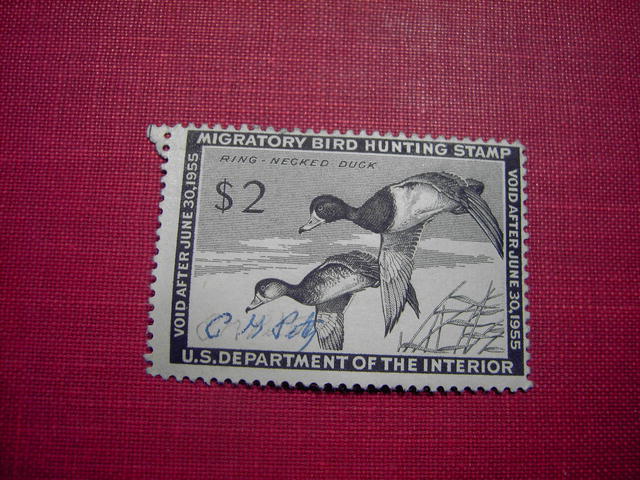 MIGRATORY BIRD HUNTING STAMP
RING-NECKED DUCK
$2
VOID AFTER JUNE 30, 1955
VOID AFTER JUNE 30, 1955
U.S. DEPARTMENT OF THE INTERIOR